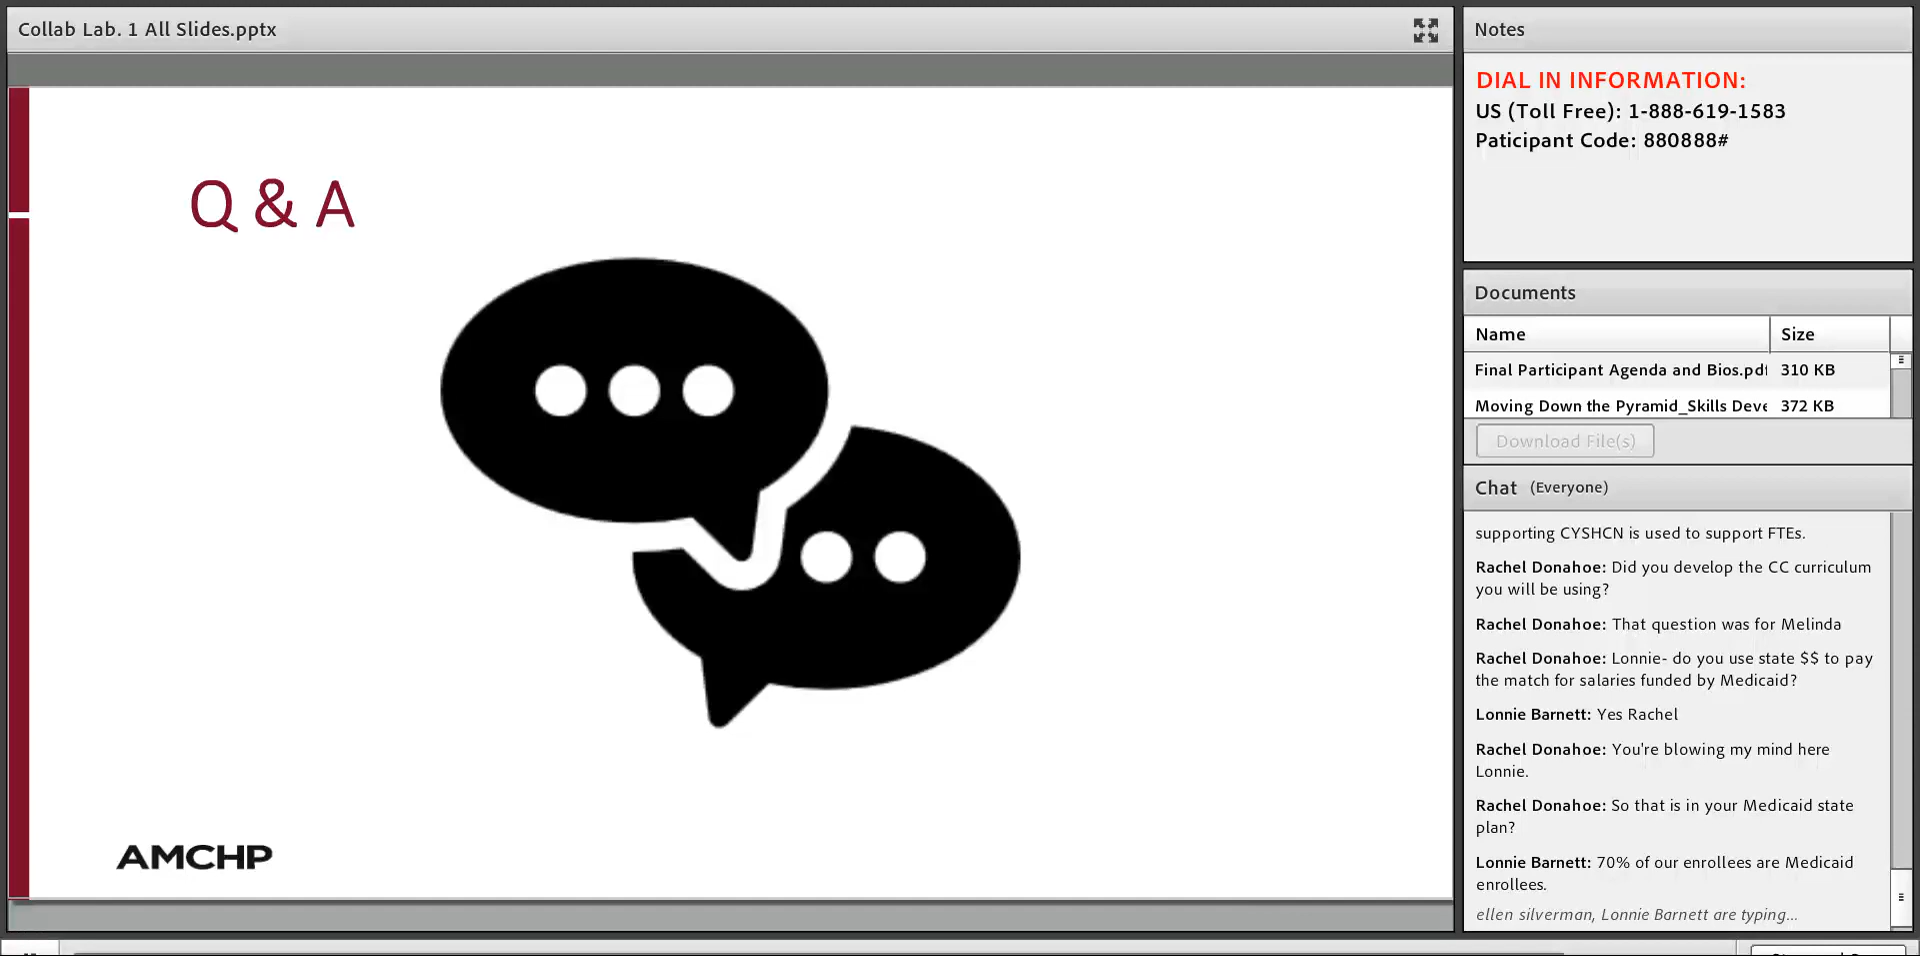 Collab Lab. 1 All Slides.pptx
Q & A
AMCHP
Notes
DIAL IN INFORMATION:
US (Toll Free): 1-888-619-1583
Paticipant Code: 880888#
Documents
Name Size
Final Participant Agenda and Bios.pdf 310 KB
Moving Down the Pyramid_Skills Deve 372 KB
Download File(s)
Chat (Everyone)
supporting CYSHCN is used to support FTEs.
Rachel Donahoe: Did you develop the CC curriculum
you will be using?
Rachel Donahoe: That question was for Melinda
Rachel Donahoe: Lonnie- do you use state $$ to pay
the match for salaries funded by Medicaid?
Lonnie Barnett: Yes Rachel
Rachel Donahoe: You're blowing my mind here
Lonnie.
Rachel Donahoe: So that is in your Medicaid state
plan?
Lonnie Barnett: 70% of our enrollees are Medicaid
enrollees.
ellen silverman, Lonnie Barnett are typing...